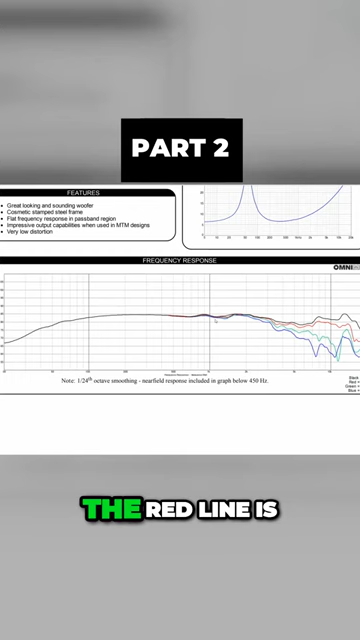 PART 2
FEATURES
• Great looking and sounding woofer
• Cosmetic stamped steel frame
• Flat frequency response in passband region
• Impressive output capabilities when used in MTM designs
• Very low distortion
FREQUENCY RESPONSE
OMNI
Note: 1/24th octave smoothing - nearfield response included in graph below 450 Hz.
Black
Red =
Green =
Blue =
THE RED LINE IS